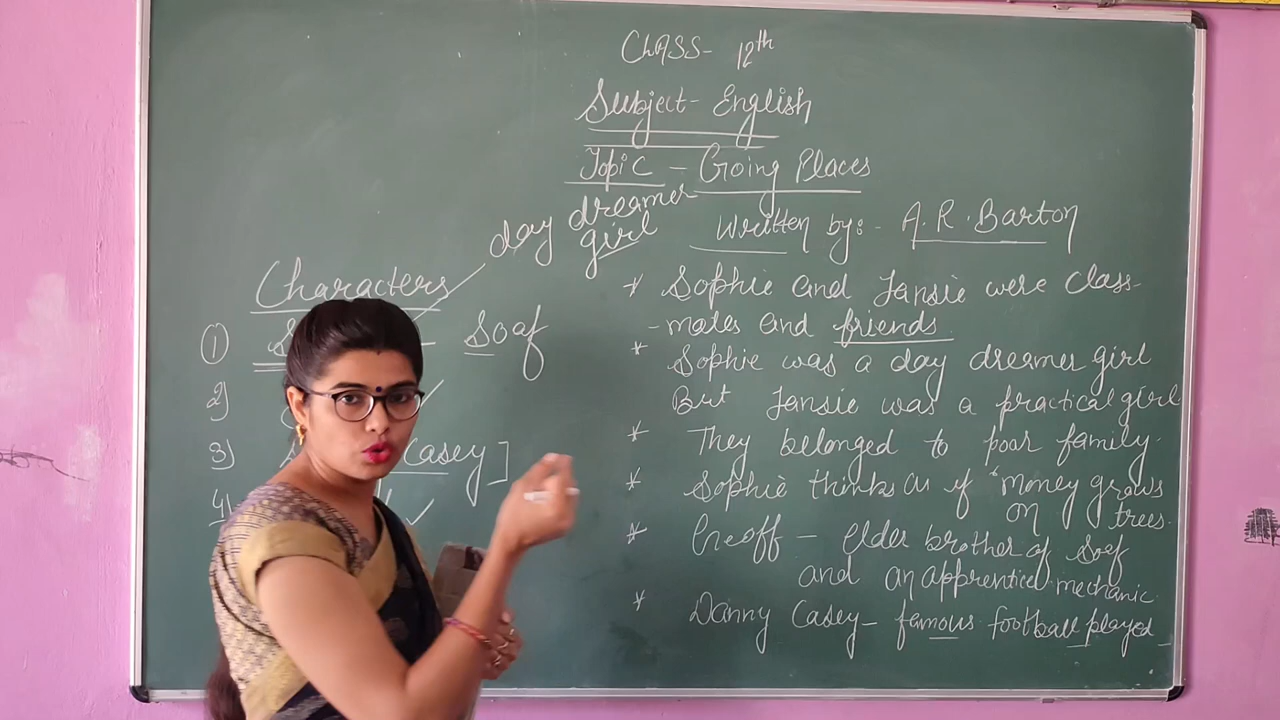 CLASS- 12th
Subject- English
Topic - Going Places
Written by:- A.R. Barton
day dreamer
girl
Characters
1 S - Soaf
2)
3) Casey]
4)
* Sophie and Jansie were class-
-mates and friends.
* Sophie was a day dreamer girl
But Jansie was a practical girl
* They belonged to poor family.
* Sophie thinks as if "money grows
on trees.
* Geoff - elder brother of Soaf
and an apprentice mechanic.
* Danny Casey - famous football played